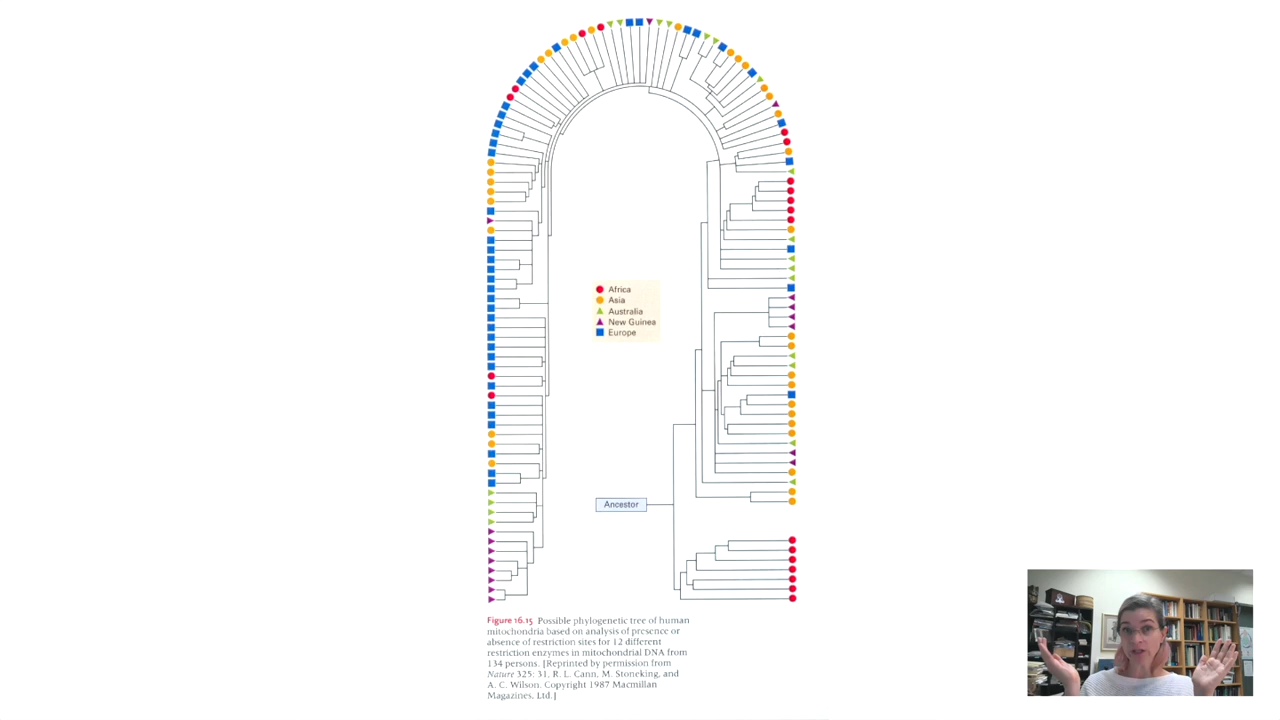 Africa
Asia
Australia
New Guinea
Europe
Ancestor
Figure 16.15 Possible phylogenetic tree of human
mitochondria based on analysis of presence or
absence of restriction sites for 12 different
restriction enzymes in mitochondrial DNA from
134 persons. [Reprinted by permission from
Nature 325: 31, R. L. Cann, M. Stoneking, and
A. C. Wilson. Copyright 1987 Macmillan
Magazines, Ltd.]